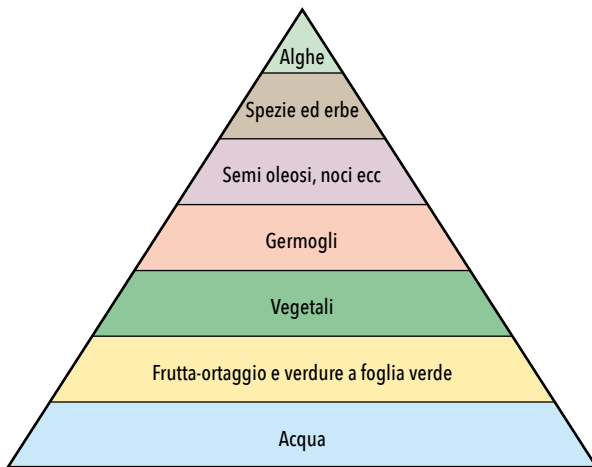 Alghe
Spezie ed erbe
Semi oleosi, noci ecc
Germogli
Vegetali
Frutta-ortaggio e verdure a foglia verde
Acqua